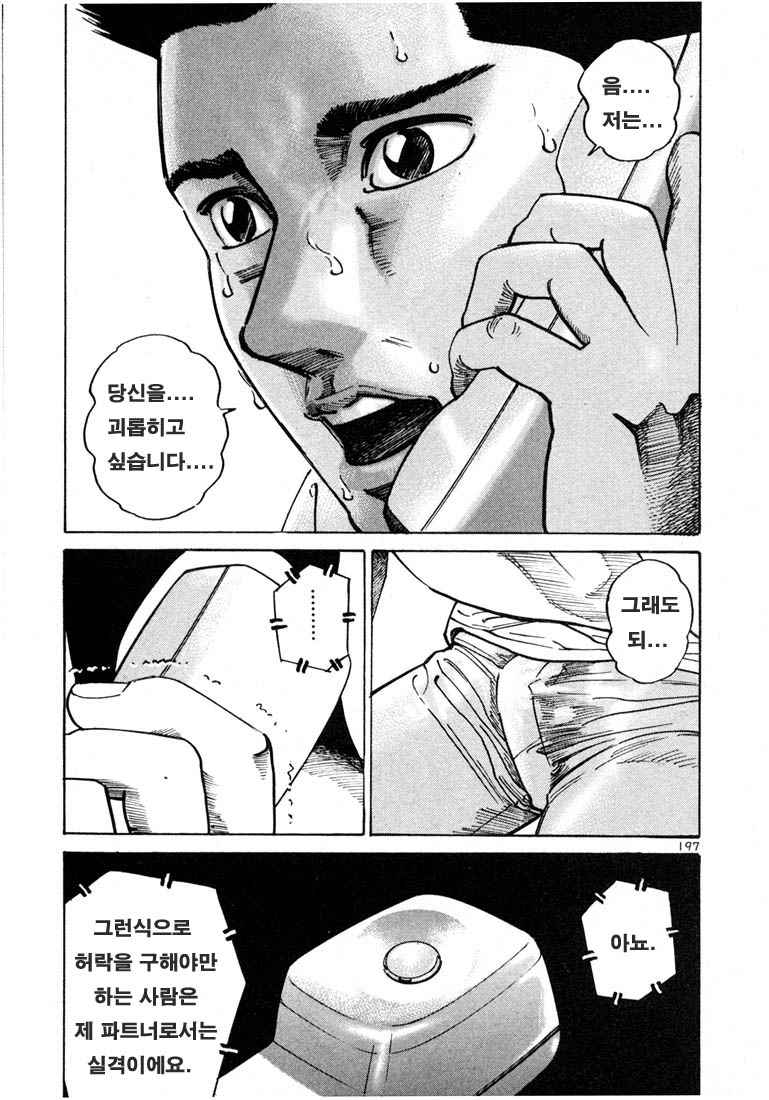 음....
저는...
당신을....
괴롭히고
싶습니다....
그래도
되...
.........
197
아뇨.
그런식으로
허락을 구해야만
하는 사람은
제 파트너로서는
실격이에요.